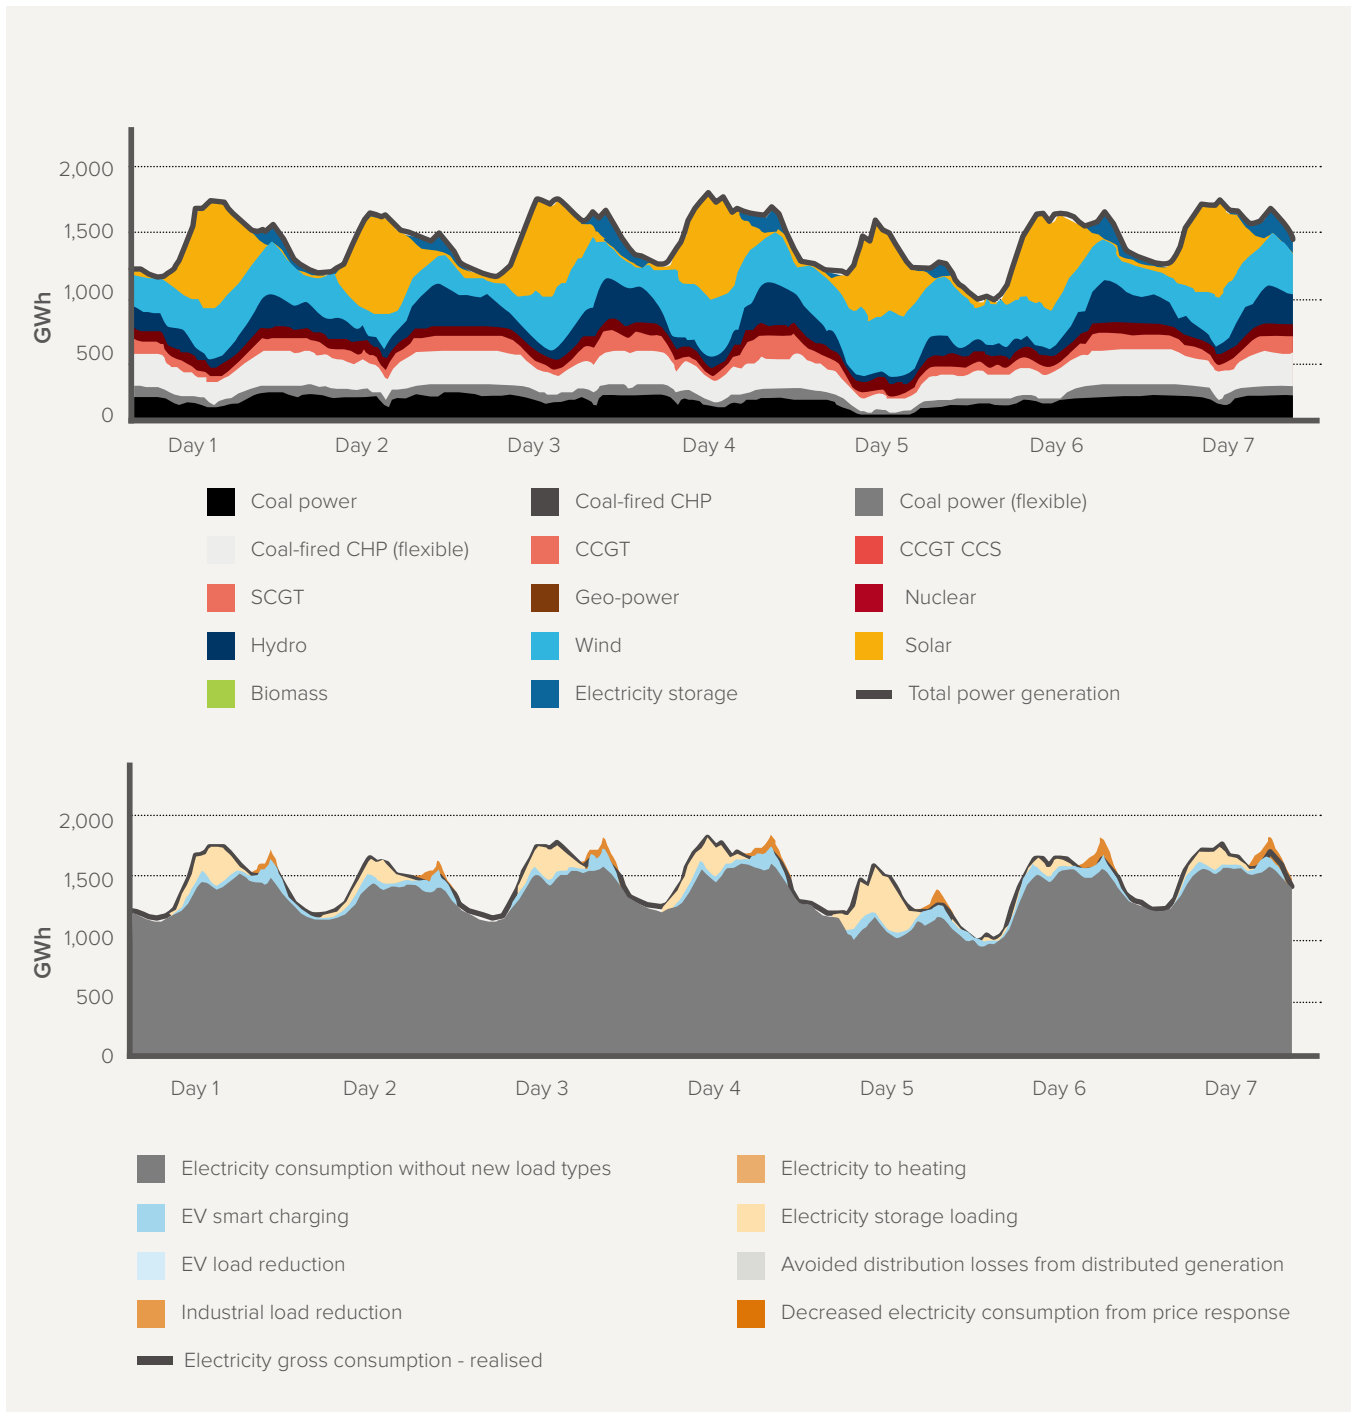 2,000
1,500
1,000
500
0
GWh
Day 1 Day 2 Day 3 Day 4 Day 5 Day 6 Day 7
Coal power Coal-fired CHP Coal power (flexible)
Coal-fired CHP (flexible) CCGT CCGT CCS
SCGT Geo-power Nuclear
Hydro Wind Solar
Biomass Electricity storage Total power generation
2,000
1,500
1,000
500
0
GWh
Day 1 Day 2 Day 3 Day 4 Day 5 Day 6 Day 7
Electricity consumption without new load types Electricity to heating
EV smart charging Electricity storage loading
EV load reduction Avoided distribution losses from distributed generation
Industrial load reduction Decreased electricity consumption from price response
Electricity gross consumption - realised